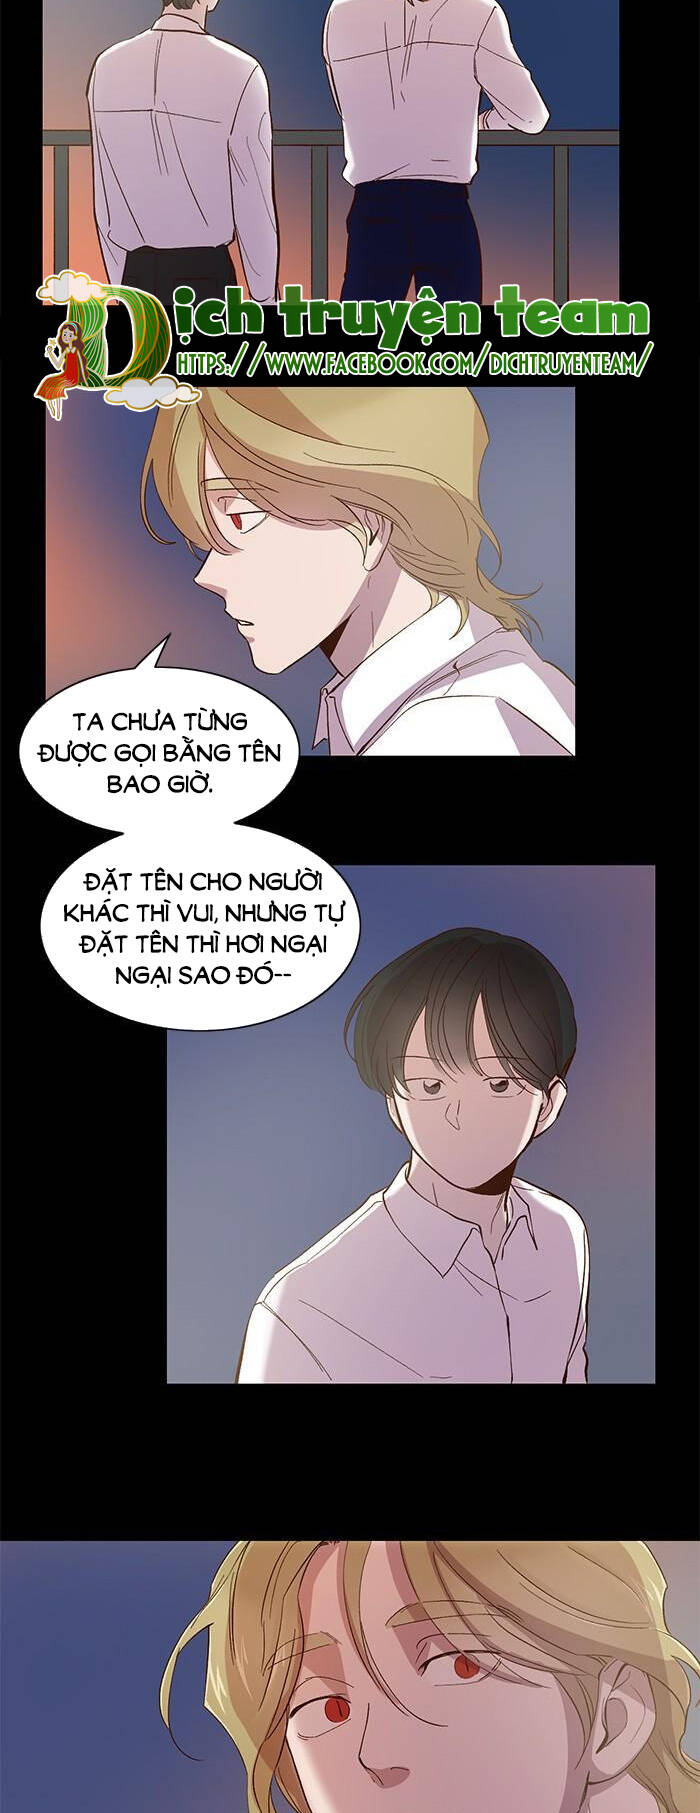 Dịch truyện team
HTTPS://WWW.FACEBOOK.COM/DICHTRUYENTEAM/
TA CHƯA TỪNG
ĐƯỢC GỌI BẰNG TÊN
BAO GIỜ.
ĐẶT TÊN CHO NGƯỜI
KHÁC THÌ VUI, NHƯNG TỰ
ĐẶT TÊN THÌ HƠI NGẠI
NGẠI SAO ĐÓ--